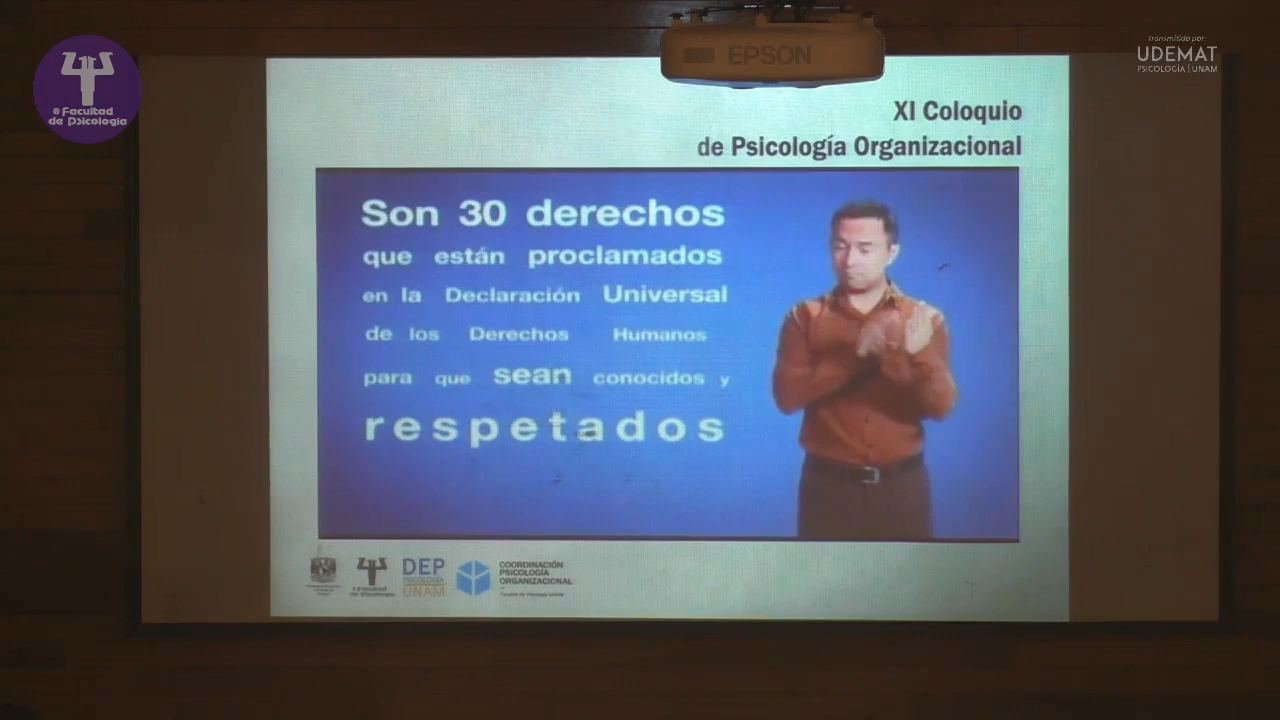 ® Facultad
de Psicología
EPSON
transmitido por:
UDEMAT
PSICOLOGÍA | UNAM
XI Coloquio
de Psicología Organizacional
Son 30 derechos
que están proclamados
en la Declaración Universal
de los Derechos Humanos
para que sean conocidos y
respetados
DEP
PSICOLOGÍA
UNAM
COORDINACIÓN
PSICOLOGÍA
ORGANIZACIONAL